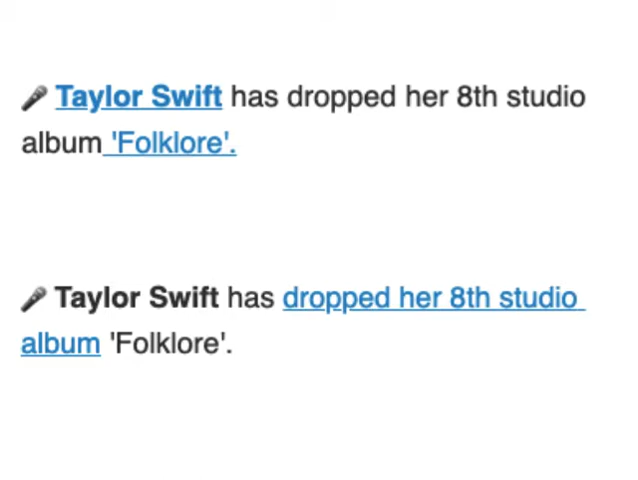 🎤 Taylor Swift has dropped her 8th studio
album 'Folklore'.
🎤 Taylor Swift has dropped her 8th studio
album 'Folklore'.